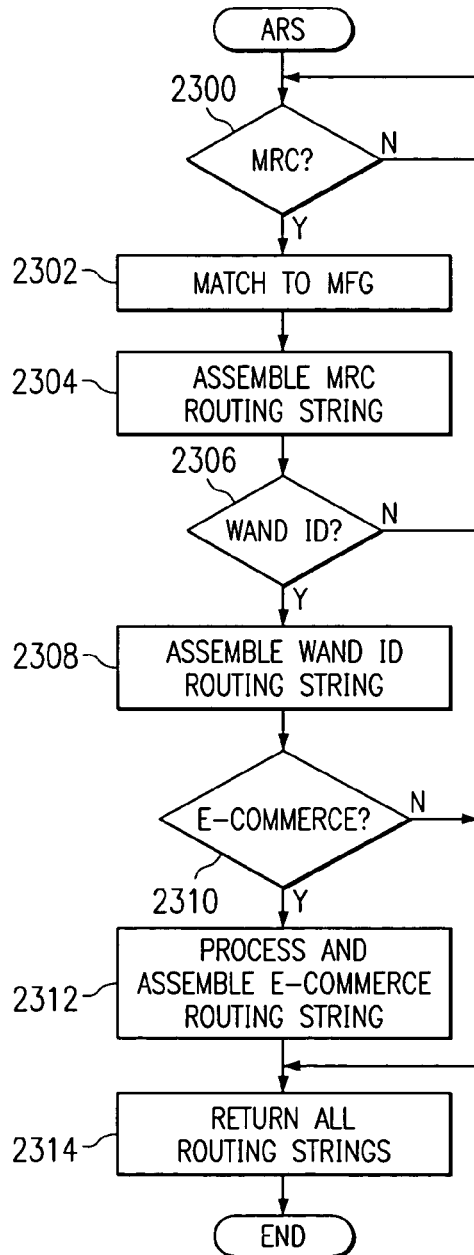 ARS
2300
MRC?
N
Y
2302
MATCH TO MFG
2304
ASSEMBLE MRC
ROUTING STRING
2306
WAND ID?
N
Y
2308
ASSEMBLE WAND ID
ROUTING STRING
E-COMMERCE?
N
2310
Y
2312
PROCESS AND
ASSEMBLE E-COMMERCE
ROUTING STRING
2314
RETURN ALL
ROUTING STRINGS
END